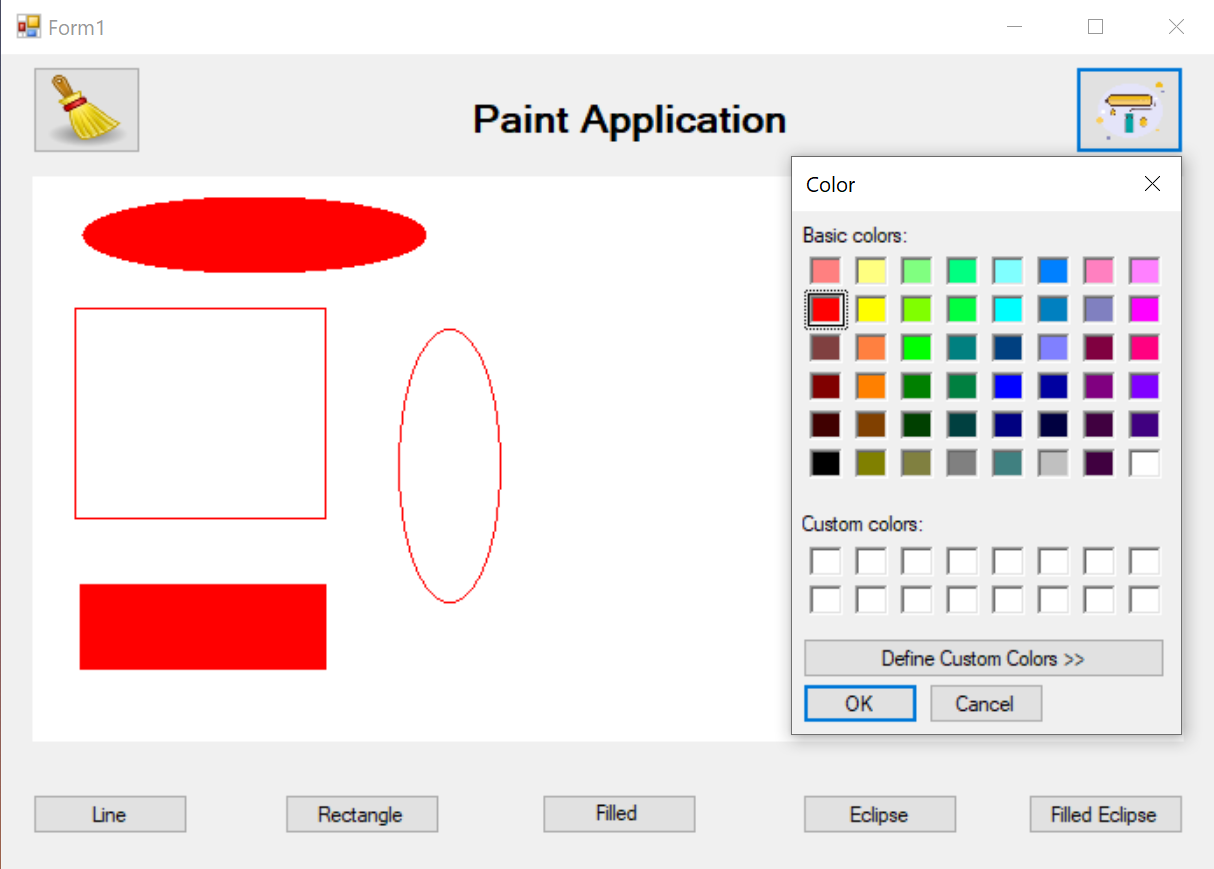 Form1
Paint Application
Color
Basic colors:
Custom colors:
Define Custom Colors >>
OK
Cancel
Line
Rectangle
Filled
Eclipse
Filled Eclipse